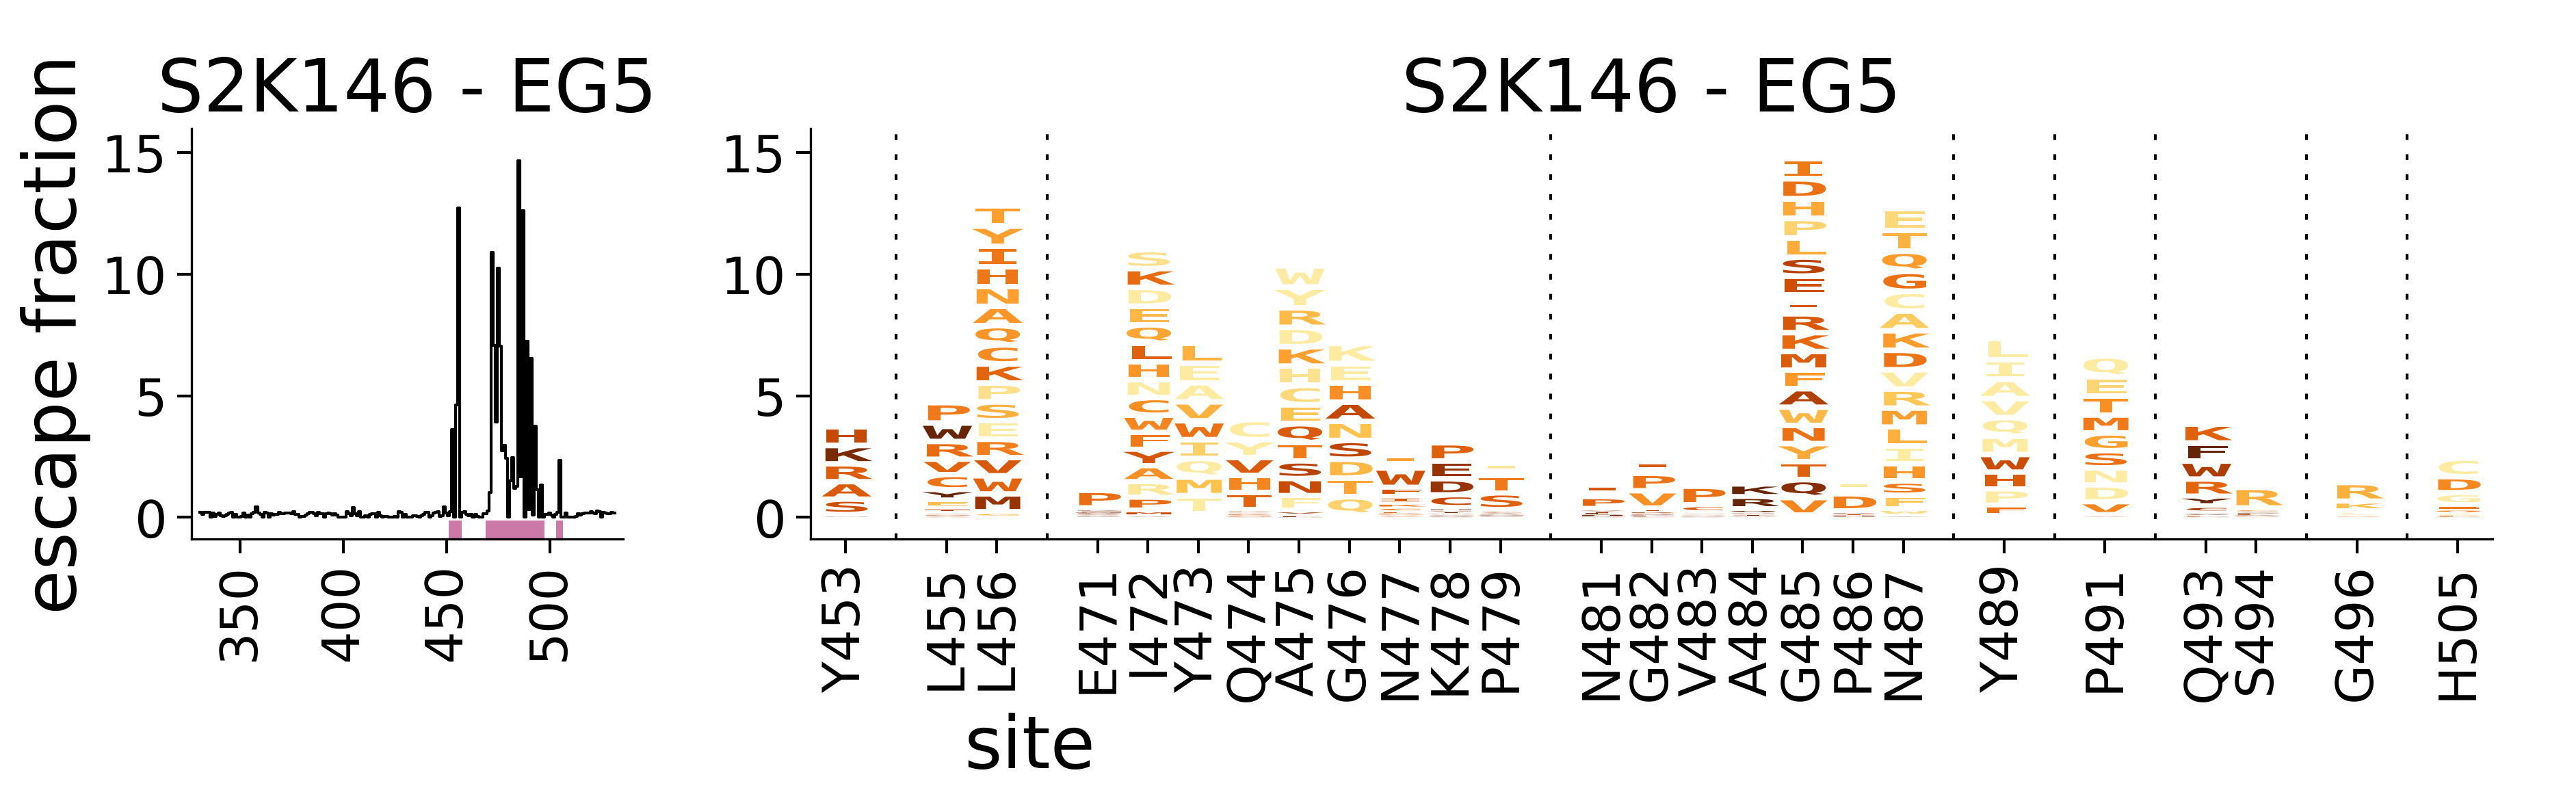 S2K146 - EG5
S2K146 - EG5
escape fraction
15
10
5
0
350
400
450
500
15
10
5
0
T
Y
I
H
N
A
Q
C
K
P
S
E
R
V
W
M
H
K
R
A
S
P
W
R
V
C
Y
P
S
K
D
E
Q
L
H
N
C
W
F
Y
A
R
P
L
E
A
V
W
I
Q
M
T
C
Y
V
H
T
W
Y
R
D
K
H
C
E
Q
T
S
N
F
K
E
H
A
N
S
D
T
Q
I
W
P
E
D
C
I
T
S
I
P
I
P
V
P
C
K
R
I
D
H
P
L
S
E
I
R
K
M
F
A
W
N
Y
T
Q
V
I
D
E
T
Q
G
C
A
K
D
V
R
M
L
I
H
S
F
W
L
I
A
V
Q
M
W
H
P
F
Q
E
T
M
G
S
N
D
V
K
F
W
R
Y
R
R
K
C
D
G
Y453
L455
L456
E471
I472
Y473
Q474
A475
G476
N477
K478
P479
N481
G482
V483
A484
G485
P486
N487
Y489
P491
Q493
S494
G496
H505
site